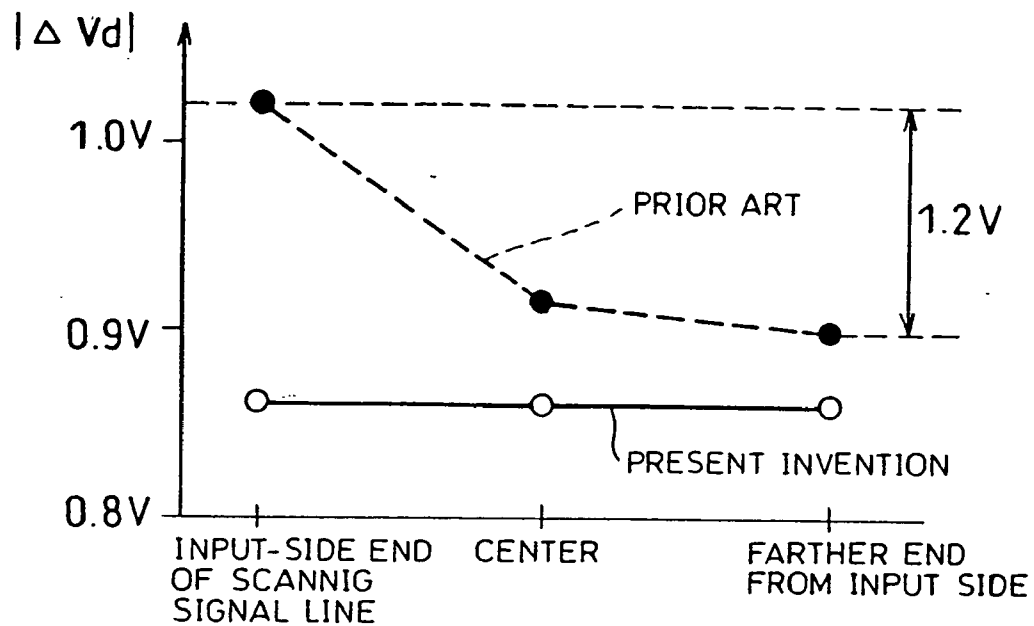 |△ Vd|
1.0V
PRIOR ART
1.2V
0.9V
PRESENT INVENTION
0.8V
INPUT-SIDE END
OF SCANNIG
SIGNAL LINE
CENTER
FARTHER END
FROM INPUT SIDE